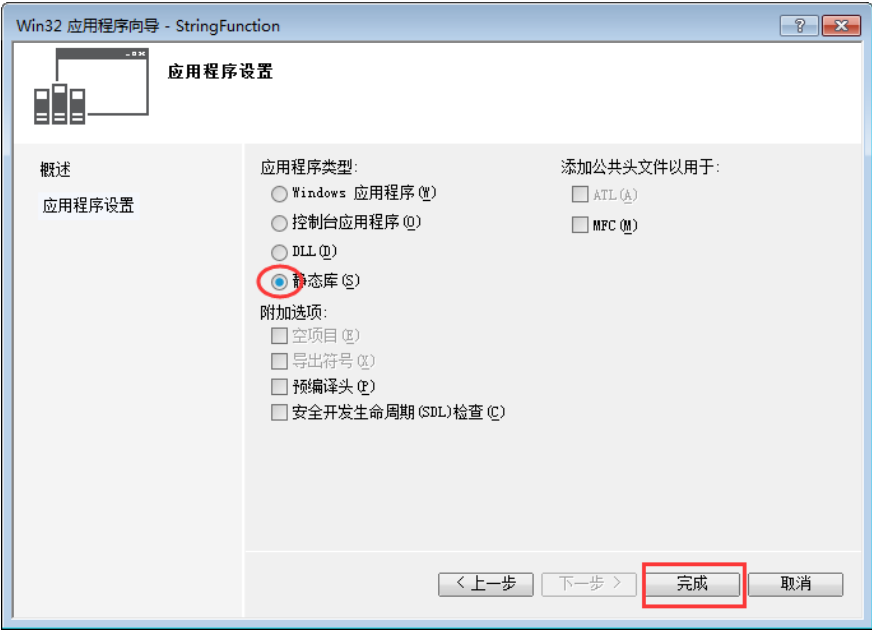 Win32 应用程序向导 - StringFunction
应用程序设置
概述
应用程序设置
应用程序类型:
Windows 应用程序(W)
控制台应用程序(O)
DLL(D)
静态库(S)
附加选项:
空项目(E)
导出符号(X)
预编译头(P)
安全开发生命周期(SDL)检查(C)
添加公共头文件以用于:
ATL(A)
MFC(M)
< 上一步
下一步 >
完成
取消